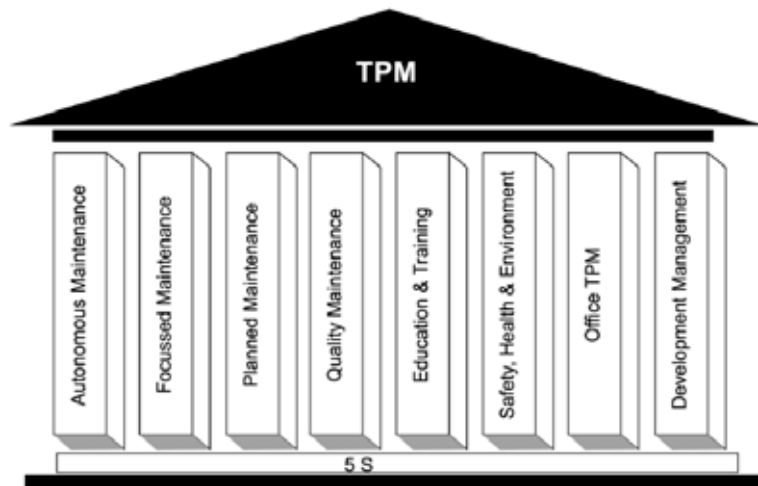 TPM
Autonomous Maintenance
Focussed Maintenance
Planned Maintenance
Quality Maintenance
Education & Training
Safety, Health & Environment
Office TPM
Development Management
5 S